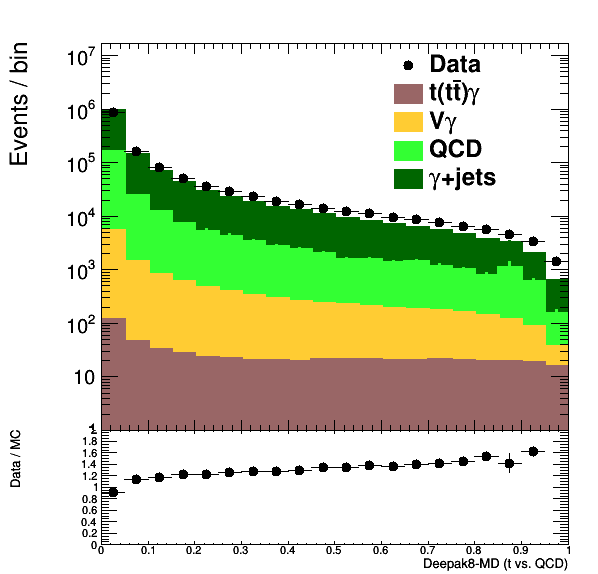 Events / bin
10⁷
10⁶
10⁵
10⁴
10³
10²
10
1
Data
t(tt̄)γ
Vγ
QCD
γ+jets
Data / MC
2
1.8
1.6
1.4
1.2
1
0.8
0.6
0.4
0.2
0
0 0.1 0.2 0.3 0.4 0.5 0.6 0.7 0.8 0.9 1
Deepak8-MD (t vs. QCD)